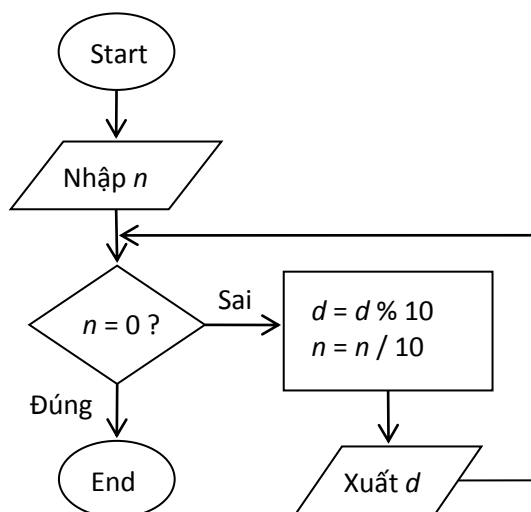 Start
Nhập n
n = 0 ?
Sai
d = d % 10
n = n / 10
Đúng
End
Xuất d